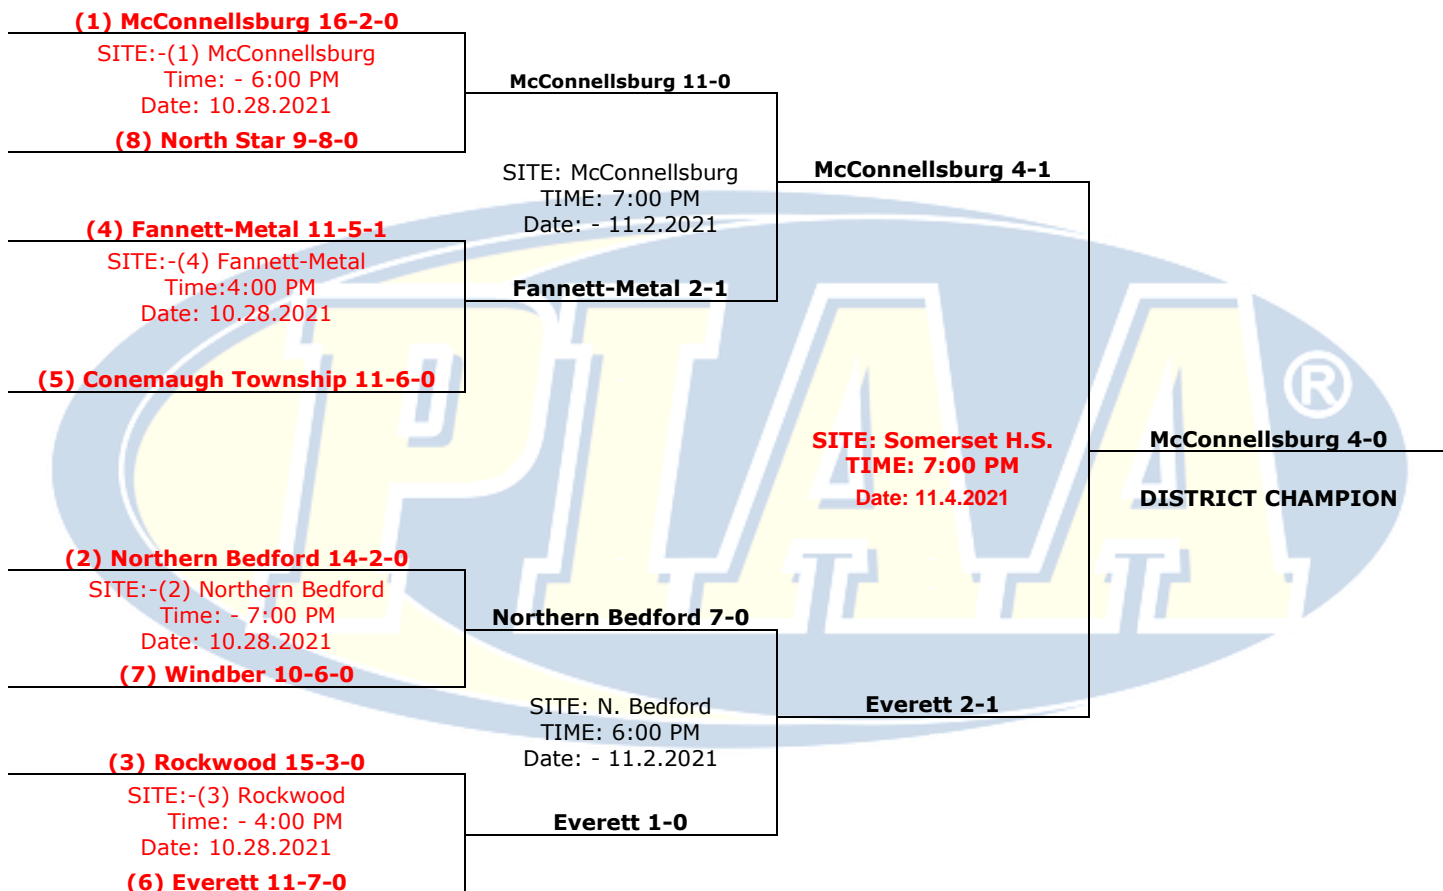 (1) McConnellsburg 16-2-0
SITE:-(1) McConnellsburg
Time: - 6:00 PM
Date: 10.28.2021
(8) North Star 9-8-0
McConnellsburg 11-0
SITE: McConnellsburg
TIME: 7:00 PM
Date: - 11.2.2021
McConnellsburg 4-1
(4) Fannett-Metal 11-5-1
SITE:-(4) Fannett-Metal
Time:4:00 PM
Date: 10.28.2021
(5) Conemaugh Township 11-6-0
Fannett-Metal 2-1
SITE: Somerset H.S.
TIME: 7:00 PM
Date: 11.4.2021
McConnellsburg 4-0
DISTRICT CHAMPION
(2) Northern Bedford 14-2-0
SITE:-(2) Northern Bedford
Time: - 7:00 PM
Date: 10.28.2021
(7) Windber 10-6-0
Northern Bedford 7-0
SITE: N. Bedford
TIME: 6:00 PM
Date: - 11.2.2021
Everett 2-1
(3) Rockwood 15-3-0
SITE:-(3) Rockwood
Time: - 4:00 PM
Date: 10.28.2021
(6) Everett 11-7-0
Everett 1-0
PIAA®